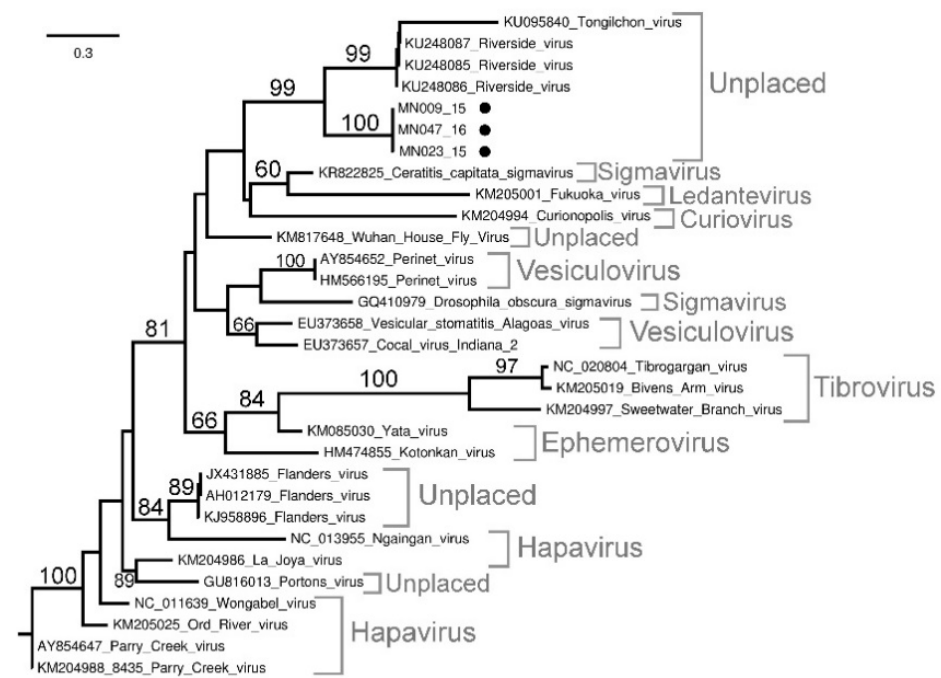 KU095840_Tongilchon_virus
0.3
99
KU248087_Riverside_virus
KU248085_Riverside_virus
KU248086_Riverside_virus
Unplaced
99
MN009_15
100
MN047_16
MN023_15
60
KR822825_Ceratitis_capitata_sigmavirus
Sigmavirus
KM205001_Fukuoka_virus
Ledantevirus
KM204994_Curionopolis_virus
Curiovirus
KM817648_Wuhan_House_Fly_Virus
Unplaced
100
AY854652_Perinet_virus
HM566195_Perinet_virus
Vesiculovirus
GQ410979_Drosophila_obscura_sigmavirus
Sigmavirus
81
66
EU373658_Vesicular_stomatitis_Alagoas_virus
EU373657_Cocal_virus_Indiana_2
Vesiculovirus
97
NC_020804_Tibrogargan_virus
100
KM205019_Bivens_Arm_virus
Tibrovirus
84
KM204997_Sweetwater_Branch_virus
66
KM085030_Yata_virus
HM474855_Kotonkan_virus
Ephemerovirus
JX431885_Flanders_virus
89
AH012179_Flanders_virus
Unplaced
84
KJ958896_Flanders_virus
NC_013955_Ngaingan_virus
KM204986_La_Joya_virus
Hapavirus
100
89
GU816013_Portons_virus
Unplaced
NC_011639_Wongabel_virus
KM205025_Ord_River_virus
AY854647_Parry_Creek_virus
KM204988_8435_Parry_Creek_virus
Hapavirus